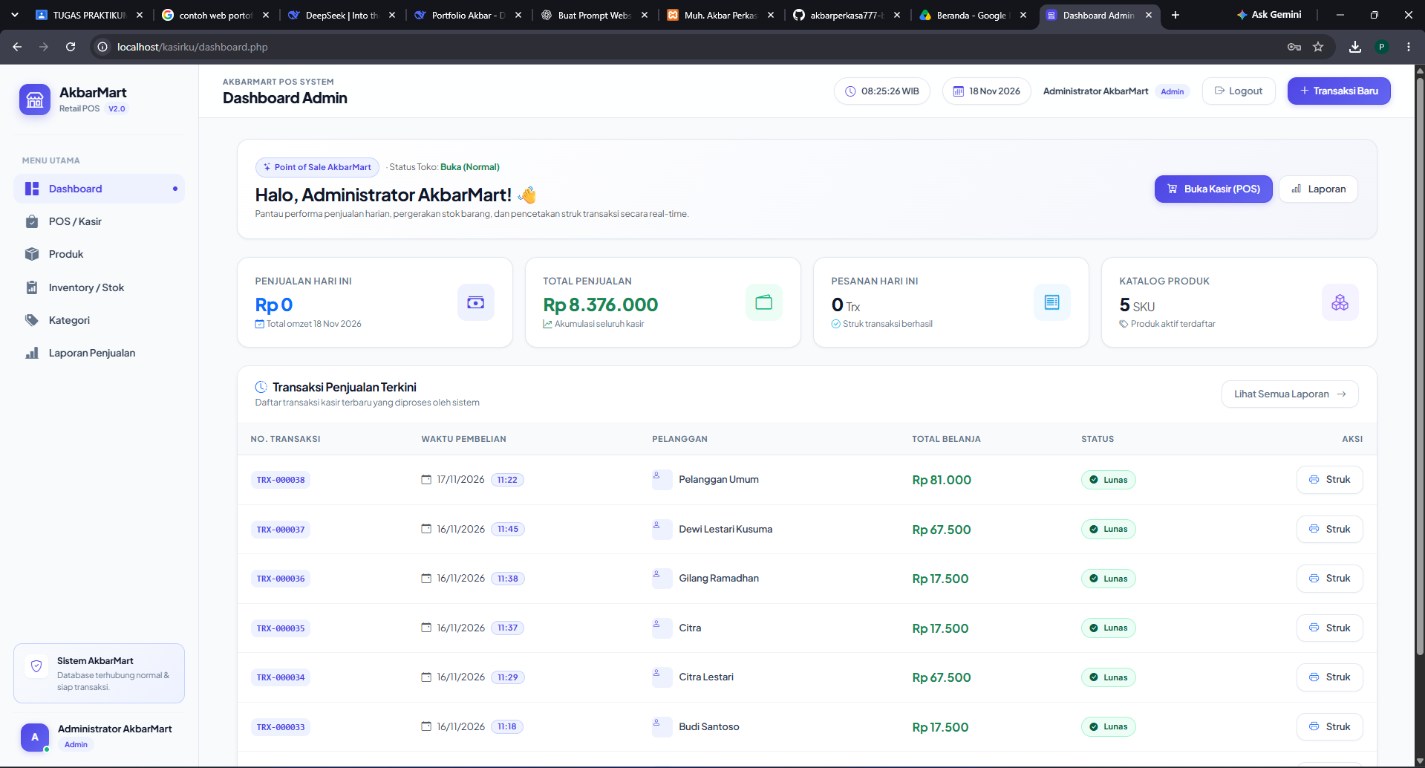 TUGAS PRAKTIKU
contoh web portof
DeepSeek | Into th
Portfolio Akbar - D
Buat Prompt Webs
Muh. Akbar Perkas
akbarperkasa777-b
Beranda - Google
Dashboard Admin
Ask Gemini
localhost/kasirku/dashboard.php
P
AkbarMart
Retail POS V2.0
MENU UTAMA
Dashboard
POS / Kasir
Produk
Inventory / Stok
Kategori
Laporan Penjualan
Sistem AkbarMart
Database terhubung normal &
siap transaksi.
A
Administrator AkbarMart
Admin
AKBARMART POS SYSTEM
Dashboard Admin
08:25:26 WIB
18 Nov 2026
Administrator AkbarMart Admin
Logout
+ Transaksi Baru
Point of Sale AkbarMart · Status Toko: Buka (Normal)
Halo, Administrator AkbarMart! 👋
Pantau performa penjualan harian, pergerakan stok barang, dan pencetakan struk transaksi secara real-time.
Buka Kasir (POS)
Laporan
PENJUALAN HARI INI
Rp 0
Total omzet 18 Nov 2026
TOTAL PENJUALAN
Rp 8.376.000
Akumulasi seluruh kasir
PESANAN HARI INI
0 Trx
Struk transaksi berhasil
KATALOG PRODUK
5 SKU
Produk aktif terdaftar
Transaksi Penjualan Terkini
Daftar transaksi kasir terbaru yang diproses oleh sistem
Lihat Semua Laporan →
NO. TRANSAKSI WAKTU PEMBELIAN PELANGGAN TOTAL BELANJA STATUS AKSI
TRX-000038 17/11/2026 11:22 Pelanggan Umum Rp 81.000 Lunas Struk
TRX-000037 16/11/2026 11:45 Dewi Lestari Kusuma Rp 67.500 Lunas Struk
TRX-000036 16/11/2026 11:38 Gilang Ramadhan Rp 17.500 Lunas Struk
TRX-000035 16/11/2026 11:37 Citra Rp 17.500 Lunas Struk
TRX-000034 16/11/2026 11:29 Citra Lestari Rp 67.500 Lunas Struk
TRX-000033 16/11/2026 11:18 Budi Santoso Rp 17.500 Lunas Struk